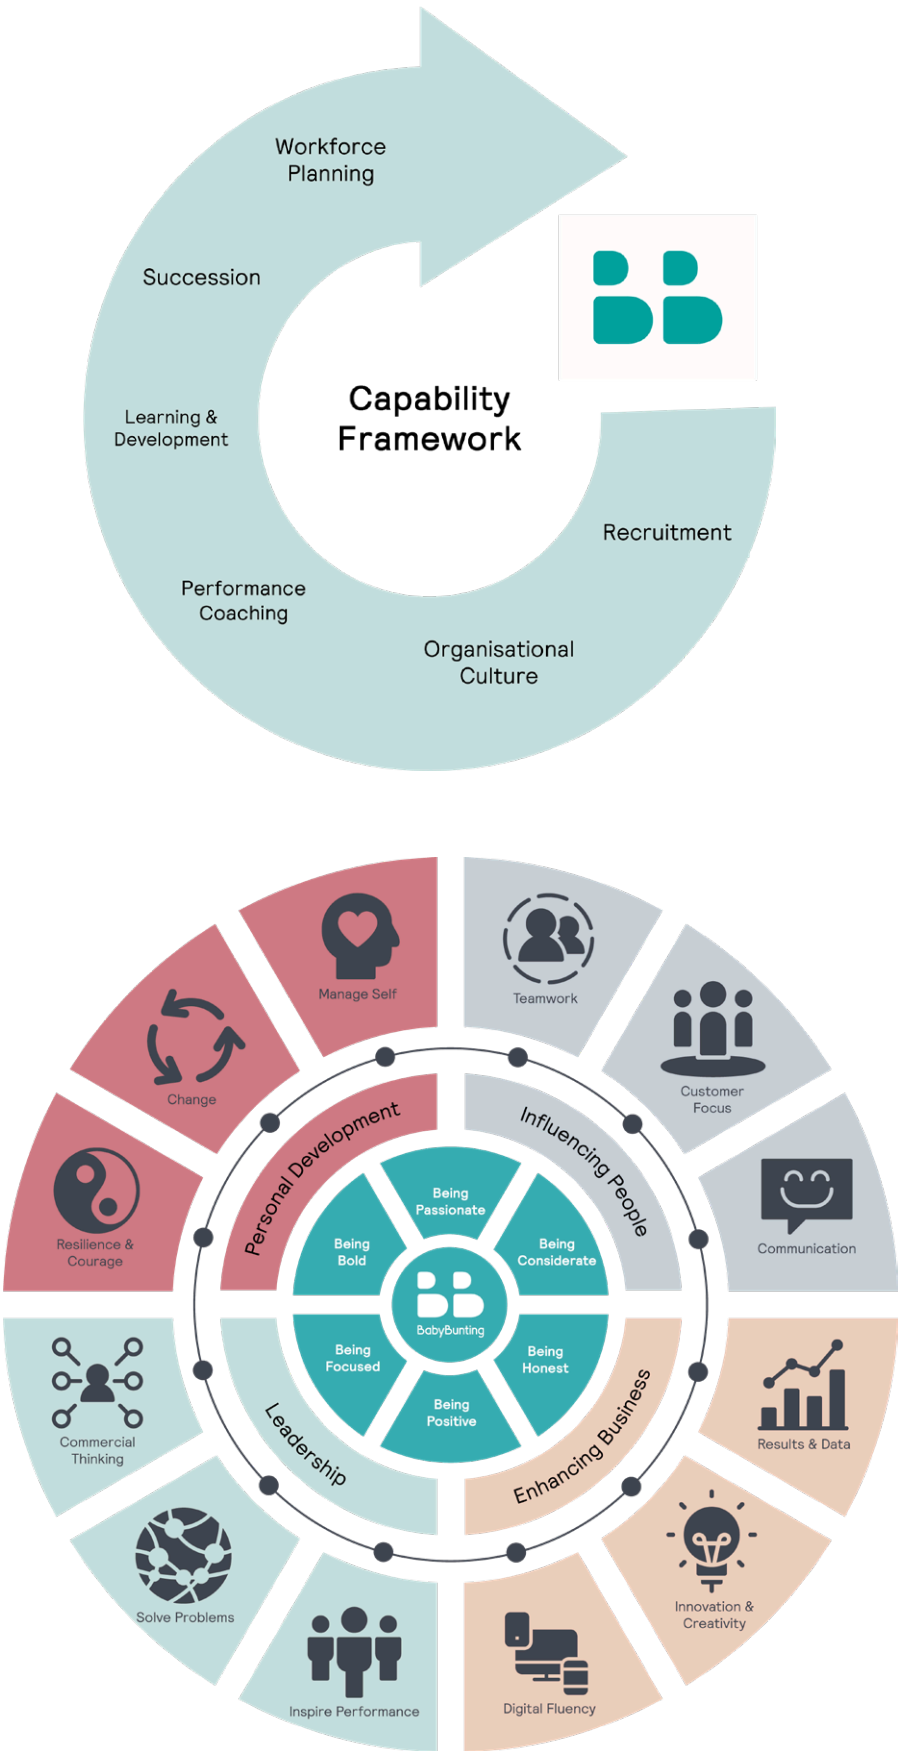 Workforce
Planning
Succession
Learning &
Development
Performance
Coaching
Organisational
Culture
Recruitment
BB
Capability
Framework
Manage Self
Change
Resilience &
Courage
Teamwork
Customer
Focus
Communication
Personal Development
Influencing People
Being
Passionate
Being
Bold
Being
Considerate
BB
BabyBunting
Being
Focused
Being
Honest
Being
Positive
Leadership
Enhancing Business
Commercial
Thinking
Solve Problems
Inspire Performance
Results & Data
Innovation &
Creativity
Digital Fluency